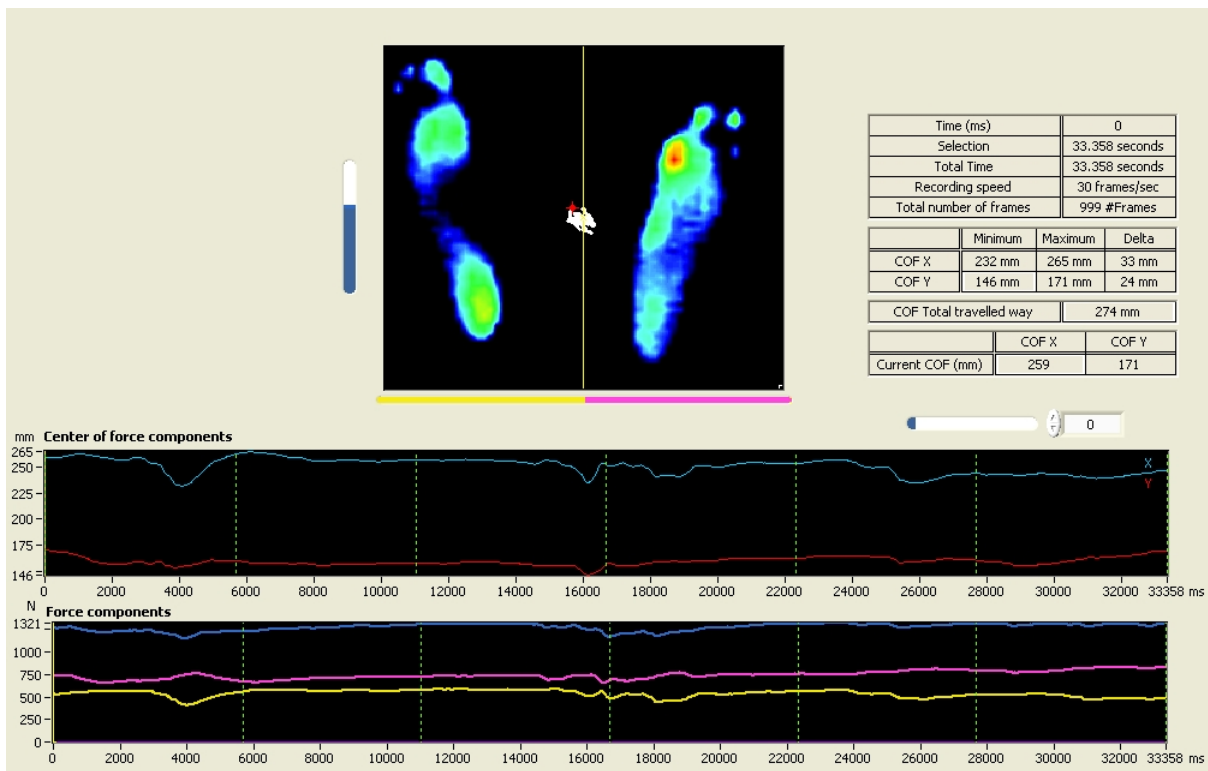 Time (ms) 0
Selection 33.358 seconds
Total Time 33.358 seconds
Recording speed 30 frames/sec
Total number of frames 999 #Frames
Minimum Maximum Delta
COF X 232 mm 265 mm 33 mm
COF Y 146 mm 171 mm 24 mm
COF Total travelled way 274 mm
COF X COF Y
Current COF (mm) 259 171
0
mm Center of force components
265
250
225
200
175
146
X
Y
0 2000 4000 6000 8000 10000 12000 14000 16000 18000 20000 22000 24000 26000 28000 30000 32000 33358 ms
N Force components
1321
1000
750
500
250
0
0 2000 4000 6000 8000 10000 12000 14000 16000 18000 20000 22000 24000 26000 28000 30000 33358 ms